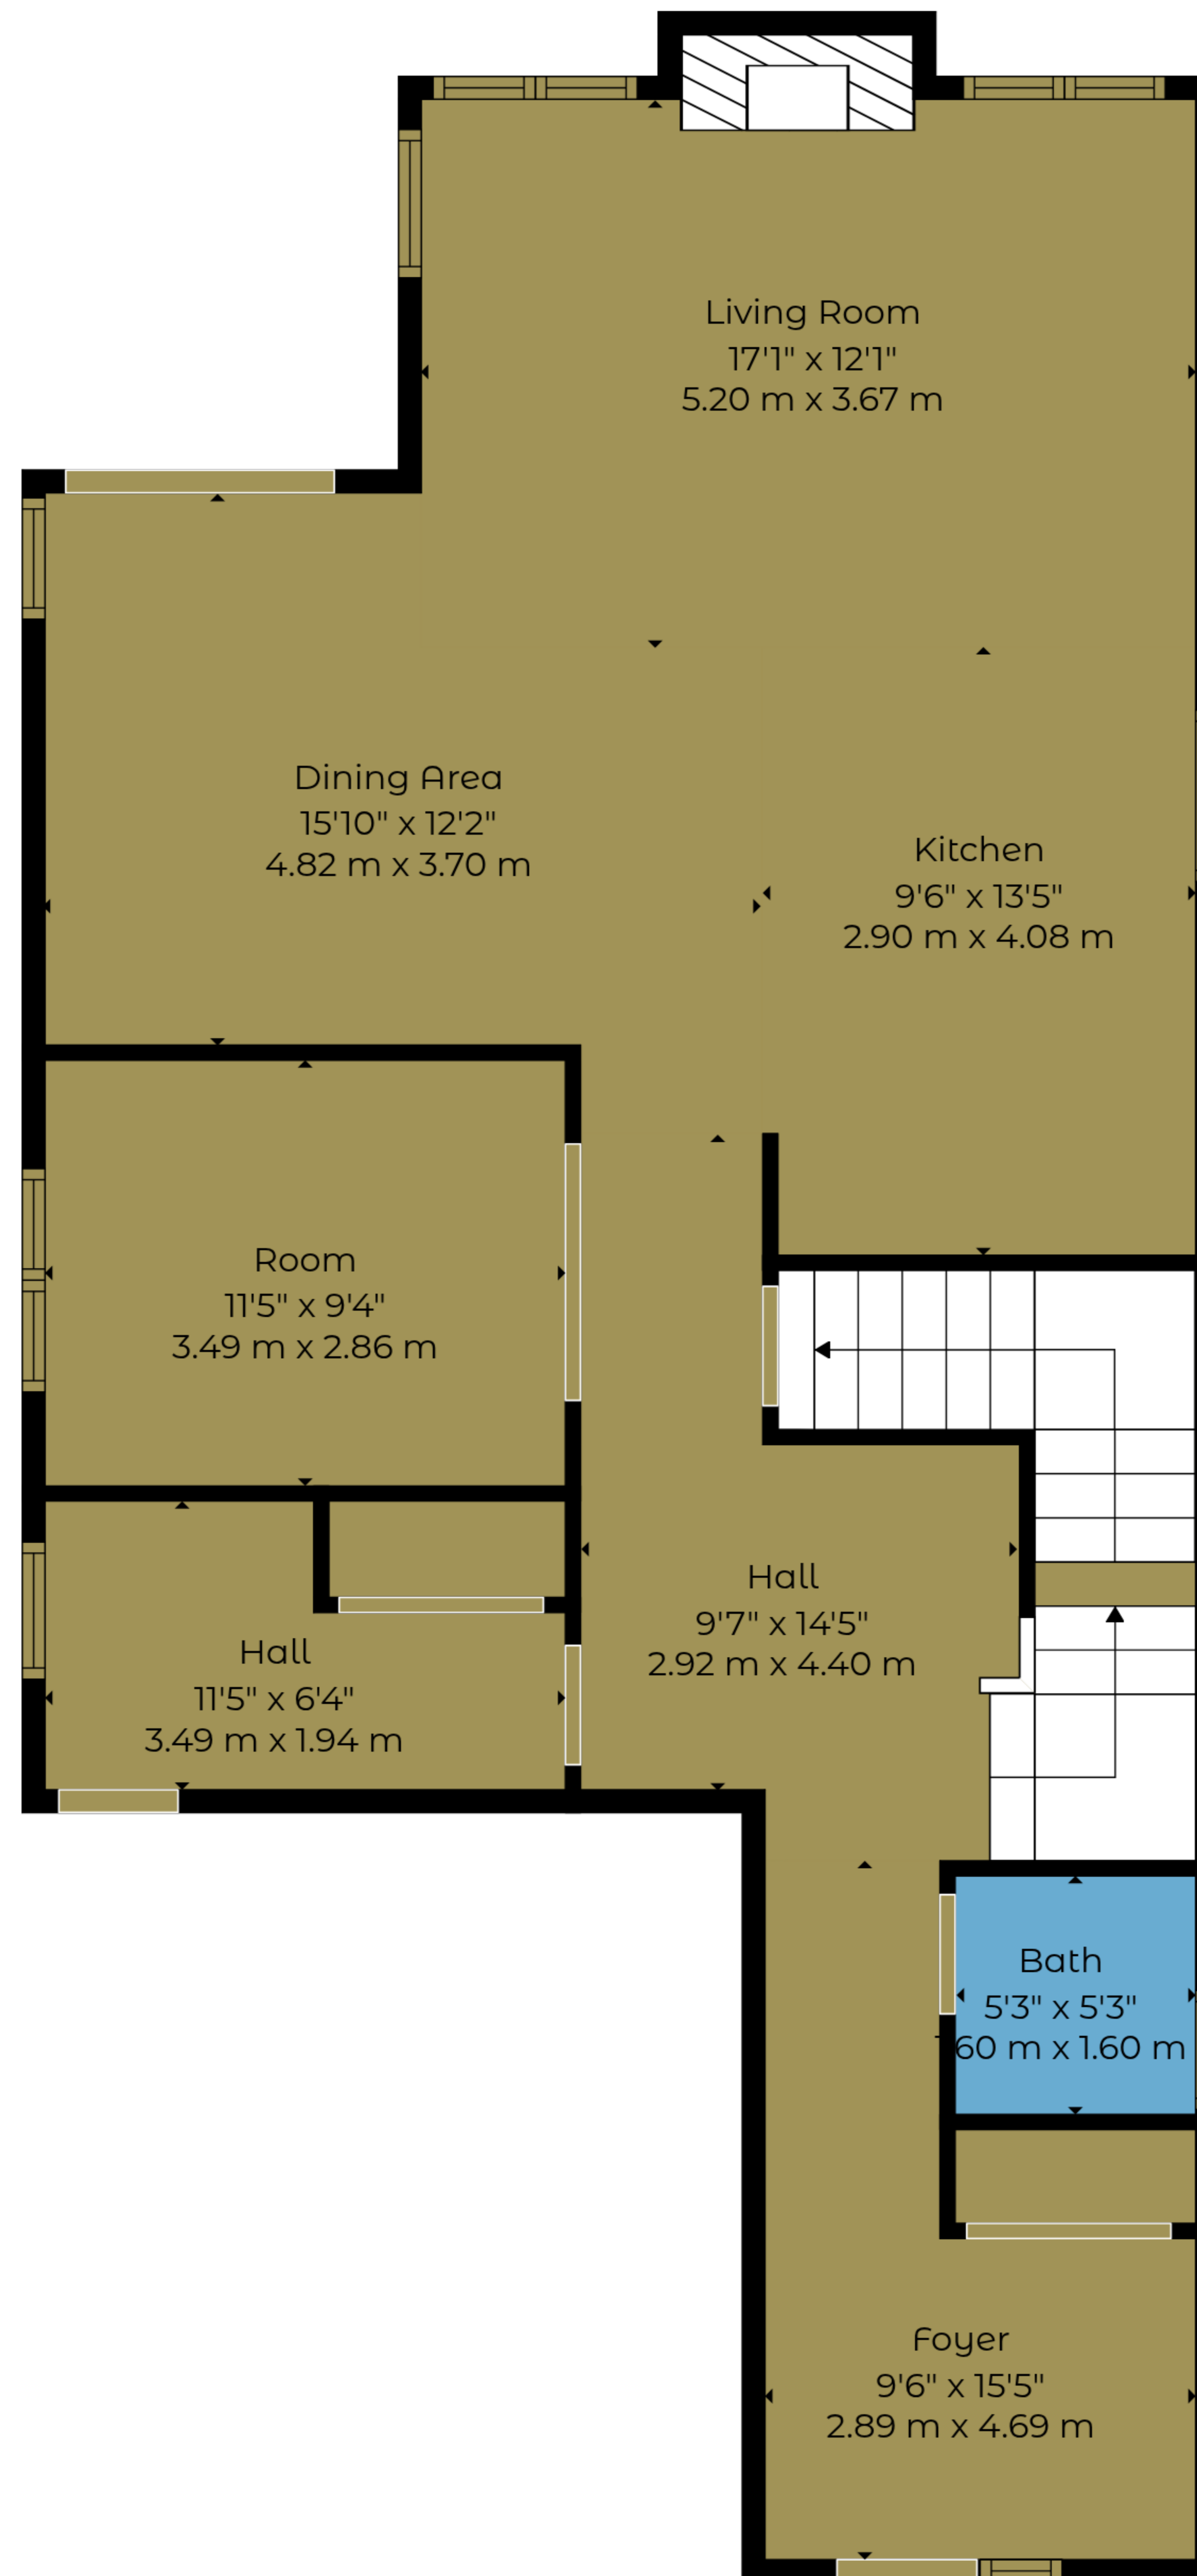 Living Room
17'1" x 12'1"
5.20 m x 3.67 m
Dining Area
15'10" x 12'2"
4.82 m x 3.70 m
Kitchen
9'6" x 13'5"
2.90 m x 4.08 m
Room
11'5" x 9'4"
3.49 m x 2.86 m
Hall
9'7" x 14'5"
2.92 m x 4.40 m
Hall
11'5" x 6'4"
3.49 m x 1.94 m
Bath
5'3" x 5'3"
1.60 m x 1.60 m
Foyer
9'6" x 15'5"
2.89 m x 4.69 m